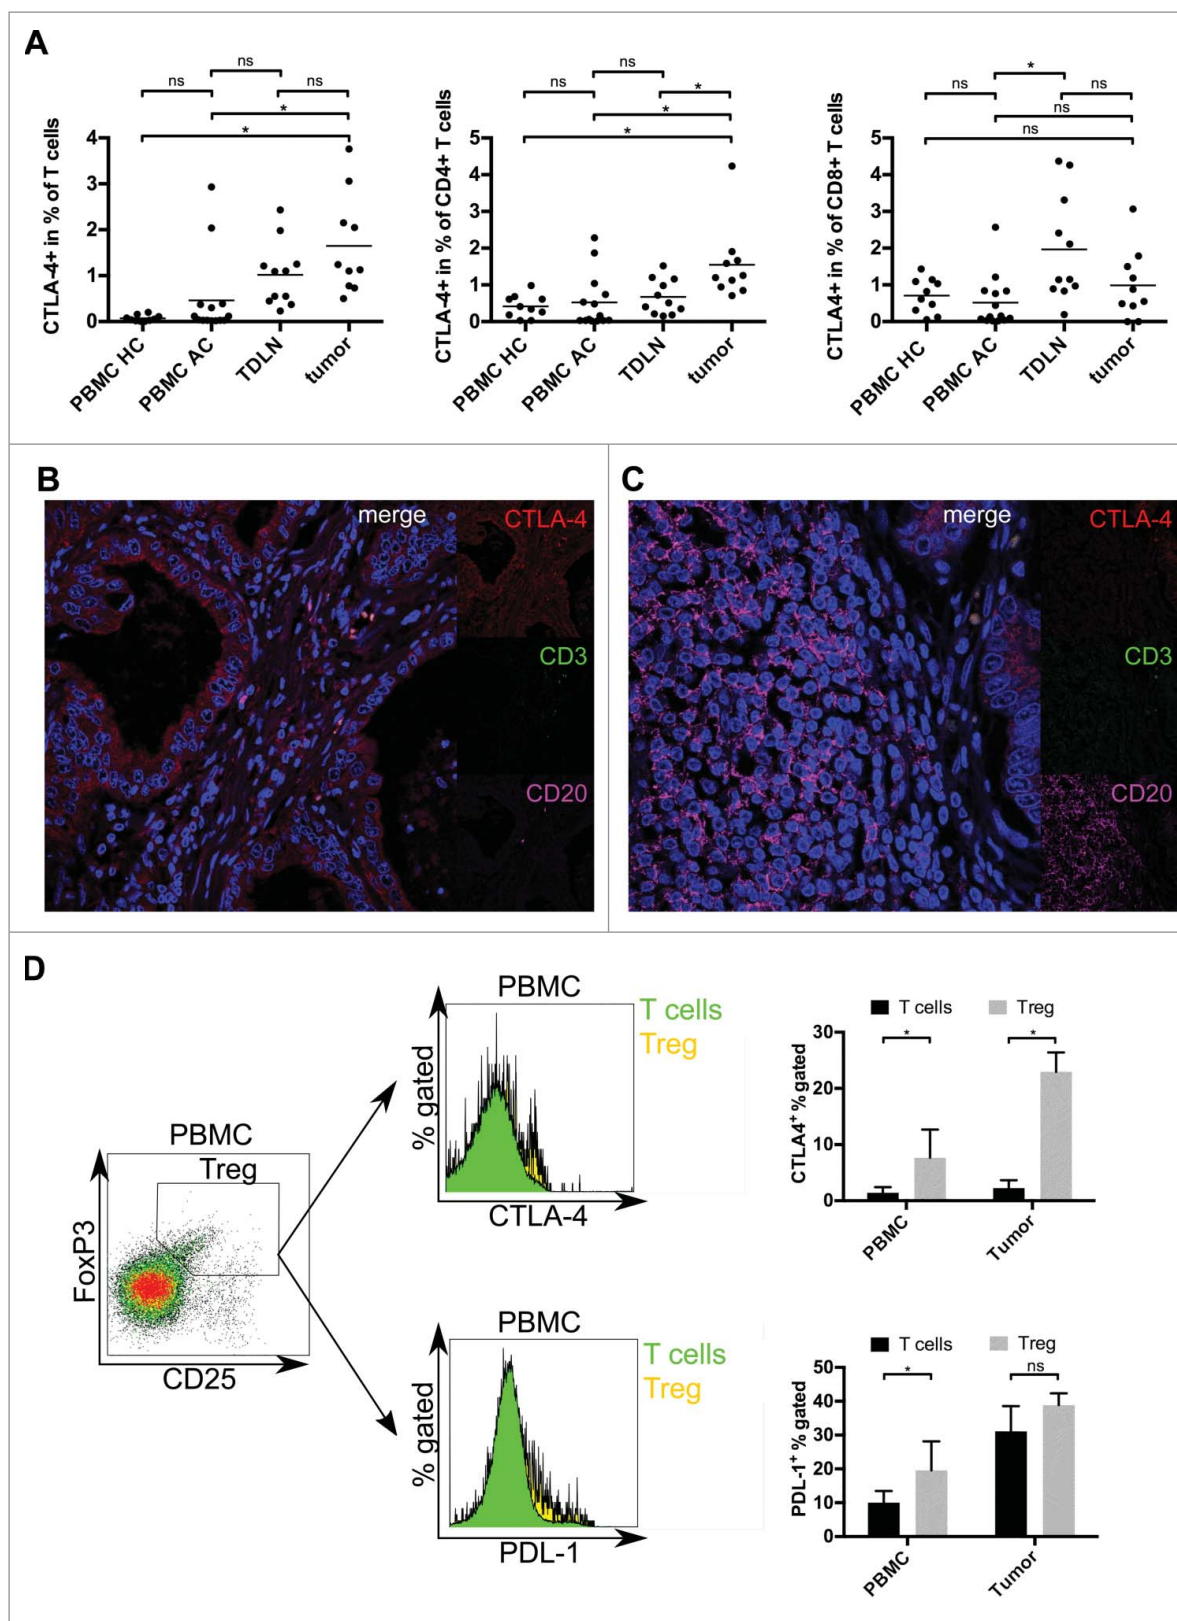 A
ns
ns
ns
*
*
CTLA-4+ in % of T cells
4
3
2
1
0
PBMC HC
PBMC AC
TDLN
tumor
ns
ns
*
*
*
CTLA-4+ in % of CD4+ T cells
5
4
3
2
1
0
PBMC HC
PBMC AC
TDLN
tumor
*
ns
ns
ns
ns
CTLA4+ in % of CD8+ T cells
5
4
3
2
1
0
PBMC HC
PBMC AC
TDLN
tumor
B
merge
CTLA-4
CD3
CD20
C
merge
CTLA-4
CD3
CD20
D
PBMC
Treg
FoxP3
CD25
PBMC
T cells
Treg
% gated
CTLA-4
T cells
Treg
CTLA4+ % gated
30
20
10
0
*
*
PBMC
Tumor
PBMC
T cells
Treg
% gated
PDL-1
T cells
Treg
PDL-1+ % gated
50
40
30
20
10
0
*
ns
PBMC
Tumor